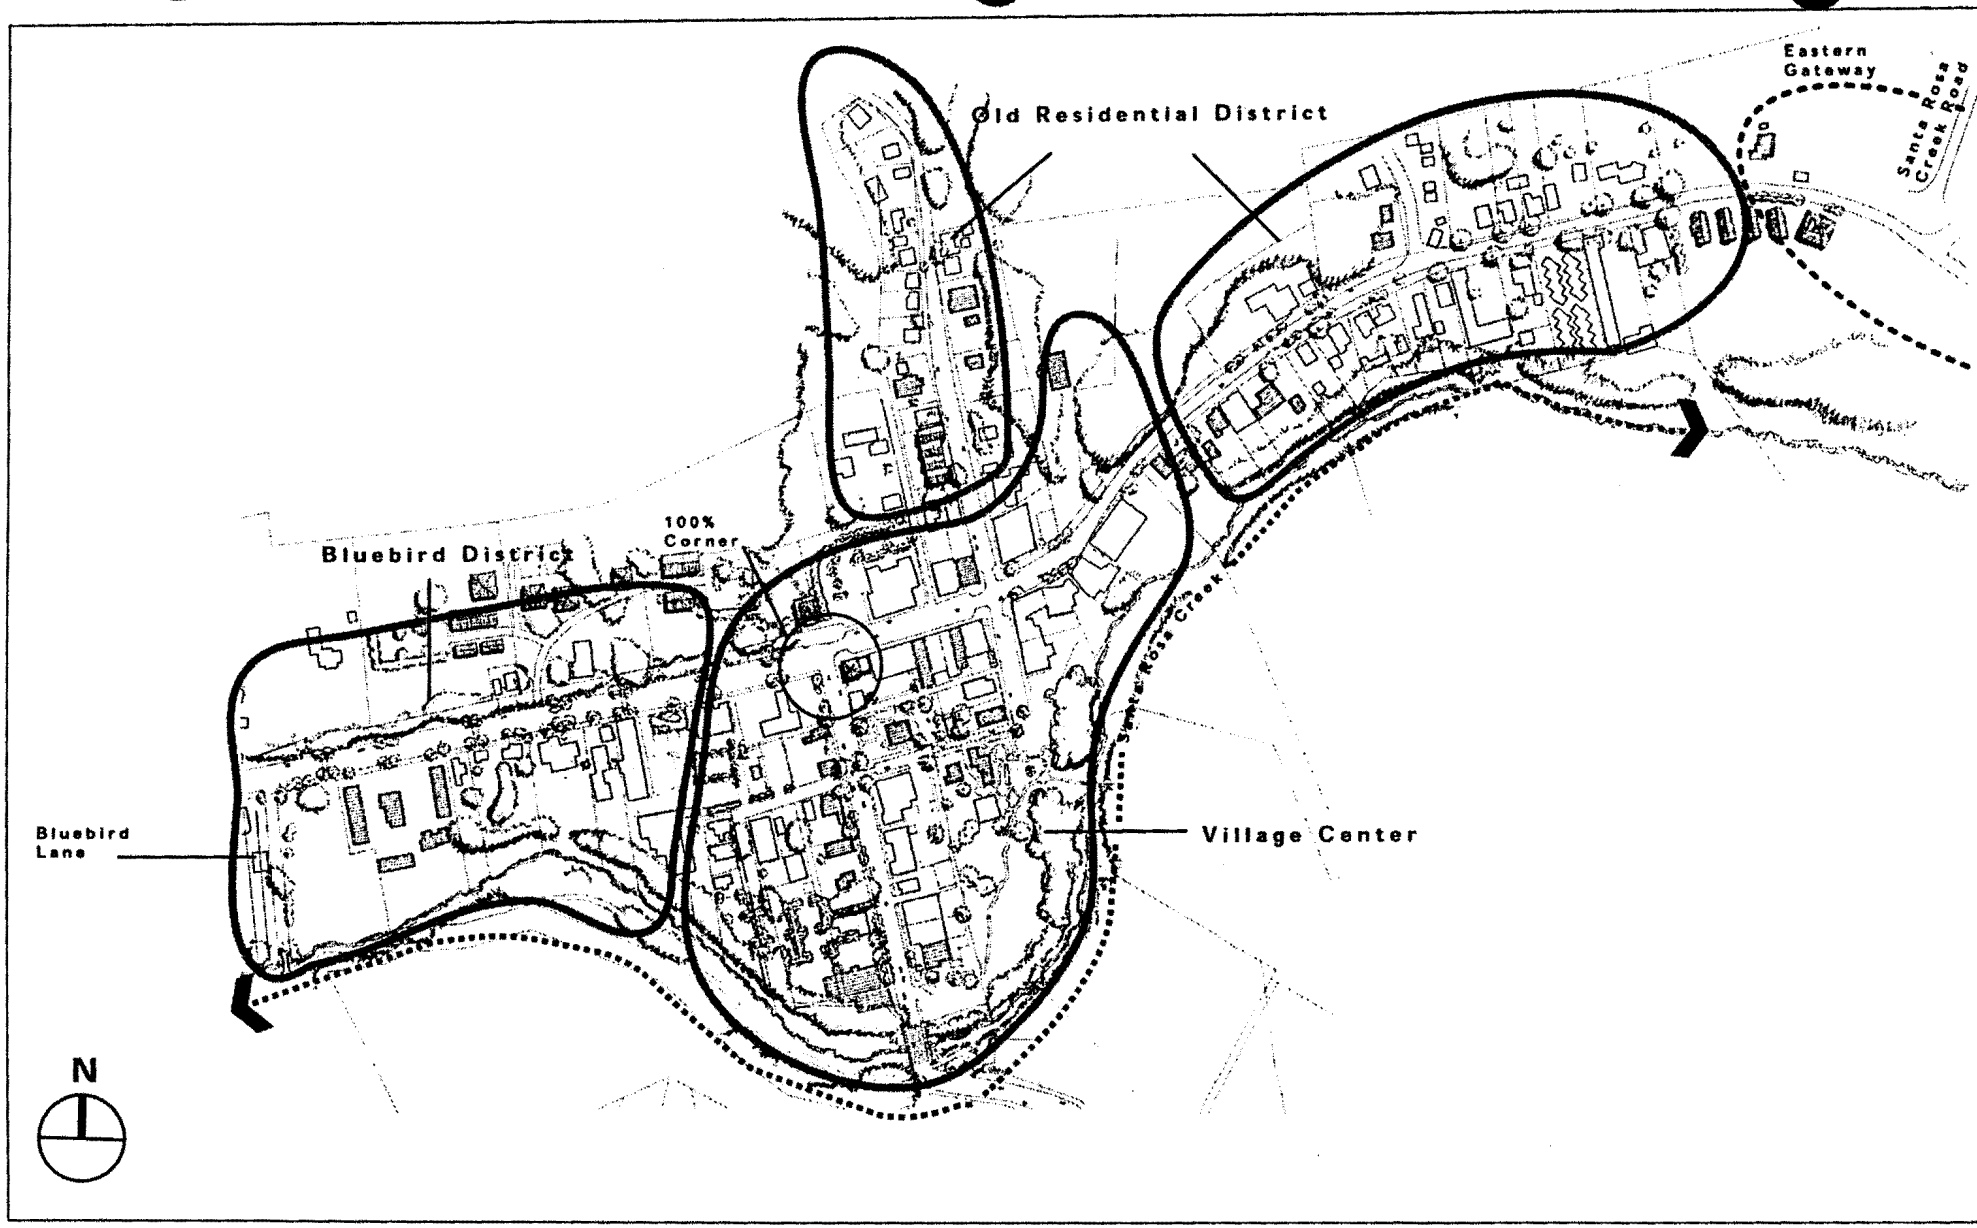 Eastern
Gateway
Santa Rosa
Creek Road
Old Residential District
100%
Corner
Bluebird District
Santa Rosa Creek
Bluebird
Lane
Village Center
N